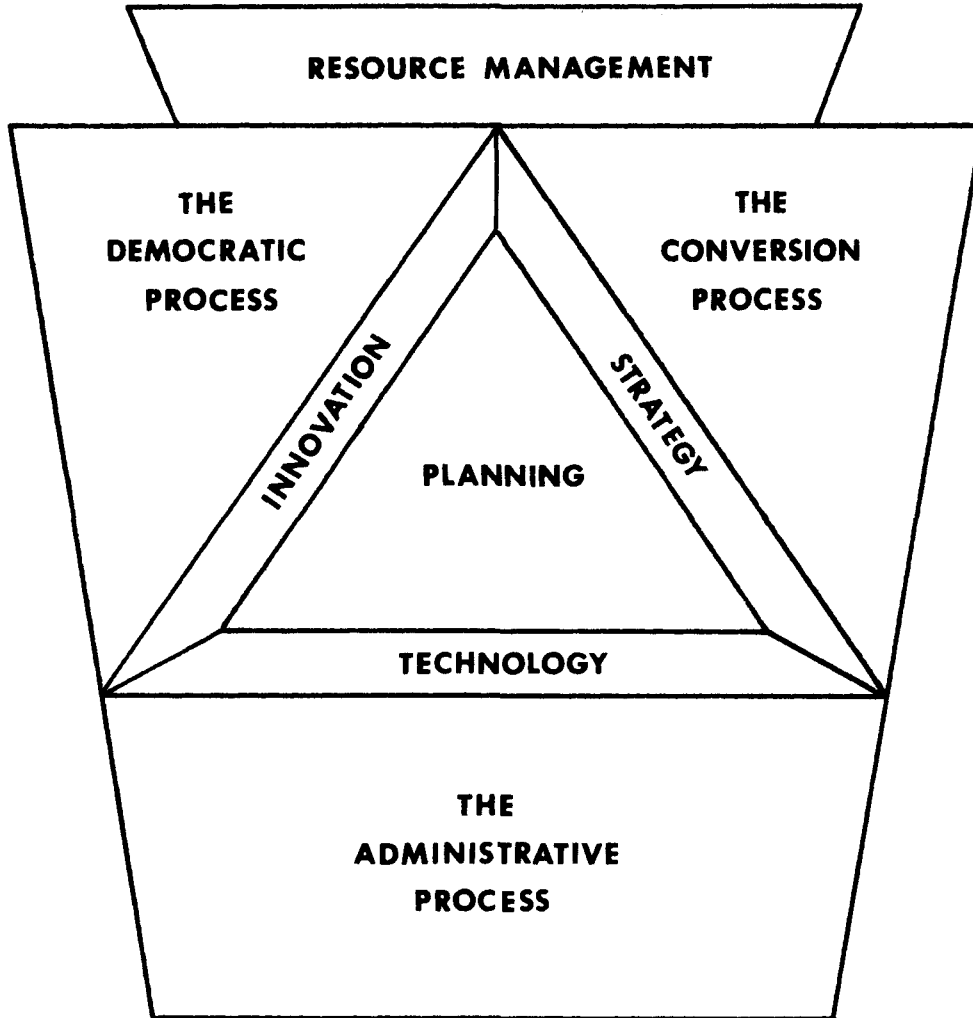 RESOURCE MANAGEMENT
THE
DEMOCRATIC
PROCESS
THE
CONVERSION
PROCESS
INNOVATION
STRATEGY
PLANNING
TECHNOLOGY
THE
ADMINISTRATIVE
PROCESS